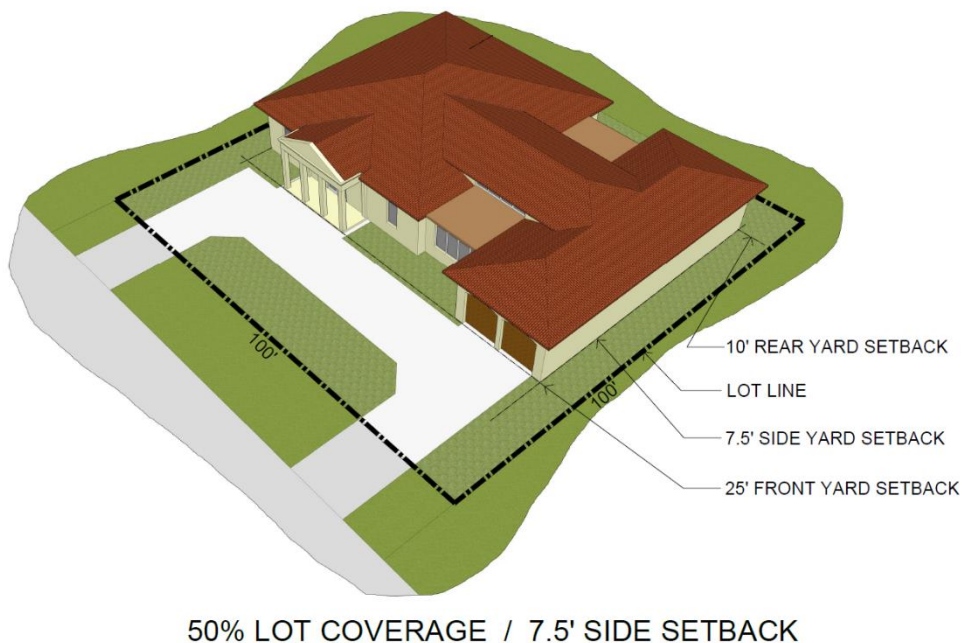 100'
100'
10' REAR YARD SETBACK
LOT LINE
7.5' SIDE YARD SETBACK
25' FRONT YARD SETBACK
50% LOT COVERAGE / 7.5' SIDE SETBACK